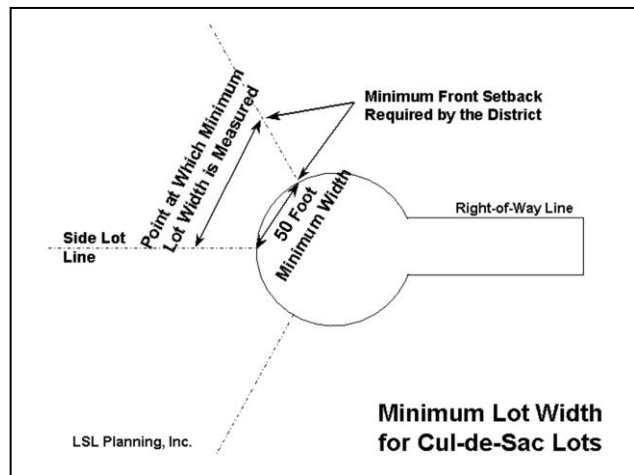 Point at Which Minimum
Lot Width is Measured
Minimum Front Setback
Required by the District
50 Foot
Minimum Width
Right-of-Way Line
Side Lot
Line
Minimum Lot Width
for Cul-de-Sac Lots
LSL Planning, Inc.